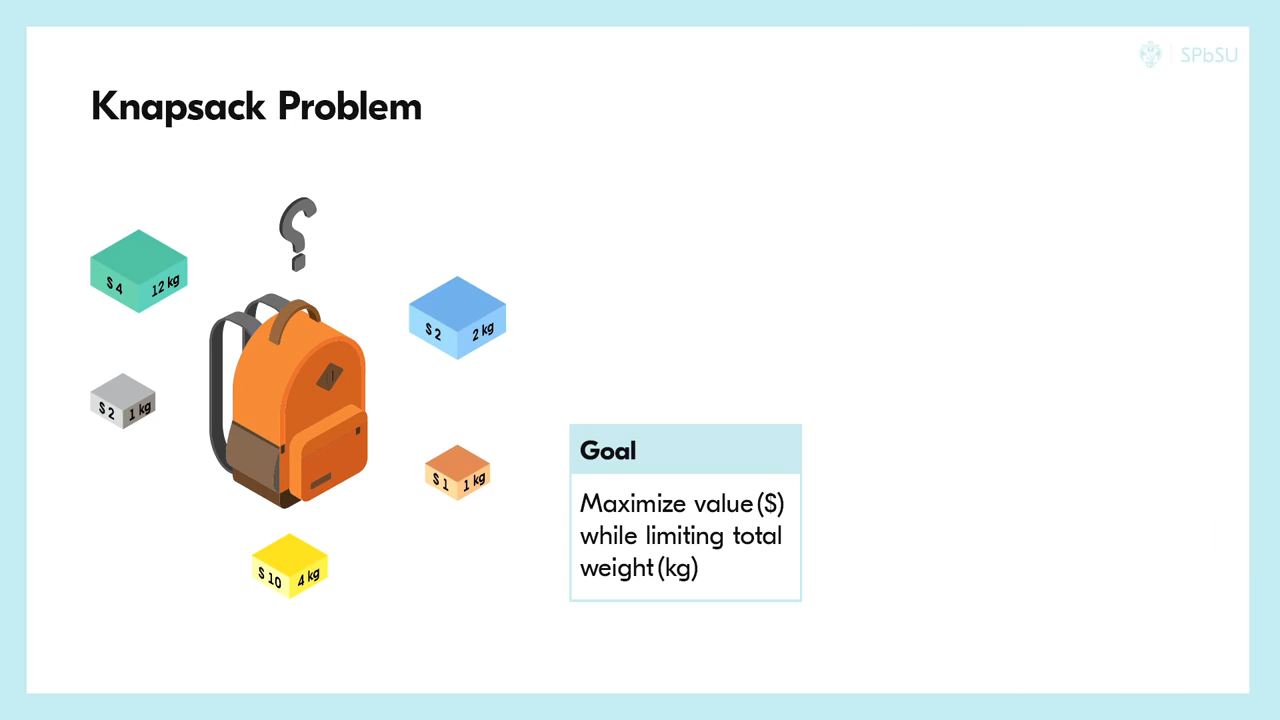 SPbSU
Knapsack Problem
$ 4 12 kg
$ 2 2 kg
$ 2 1 kg
$ 1 1 kg
$ 10 4 kg
Goal
Maximize value ($)
while limiting total
weight (kg)